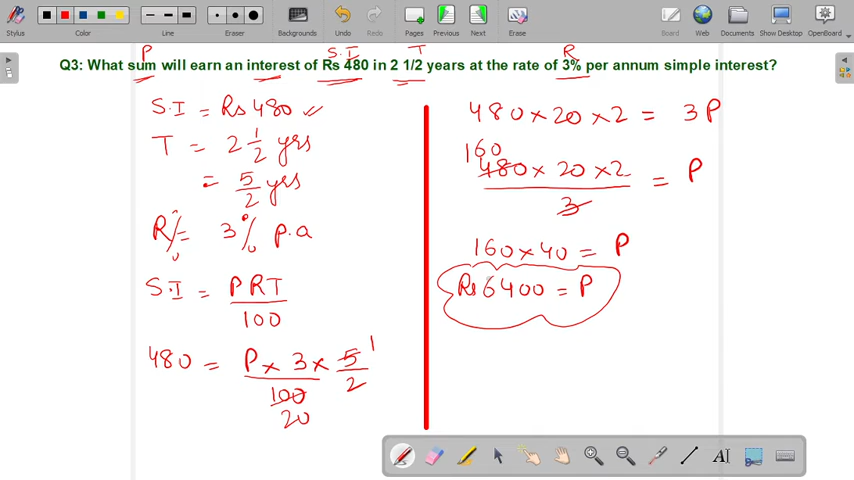 Stylus
Lines
Eraser
Undo
Redo
Pages
Previous
Next
Erase
Board
Web
Documents
Show Desktop
OpenBoard
P S.I T R
Q3: What sum will earn an interest of Rs 480 in 2 1/2 years at the rate of 3% per annum simple interest?
S.I = Rs 480 ✓
T = 2 1/2 yrs
= 5/2 yrs
R% = 3% p.a
S.I = PRT/100
480 = P × 3 × 5/100 2
1
20
480 × 20 × 2 = 3P
160
480 × 20 × 2 / 3 = P
160 × 40 = P
Rs 6400 = P